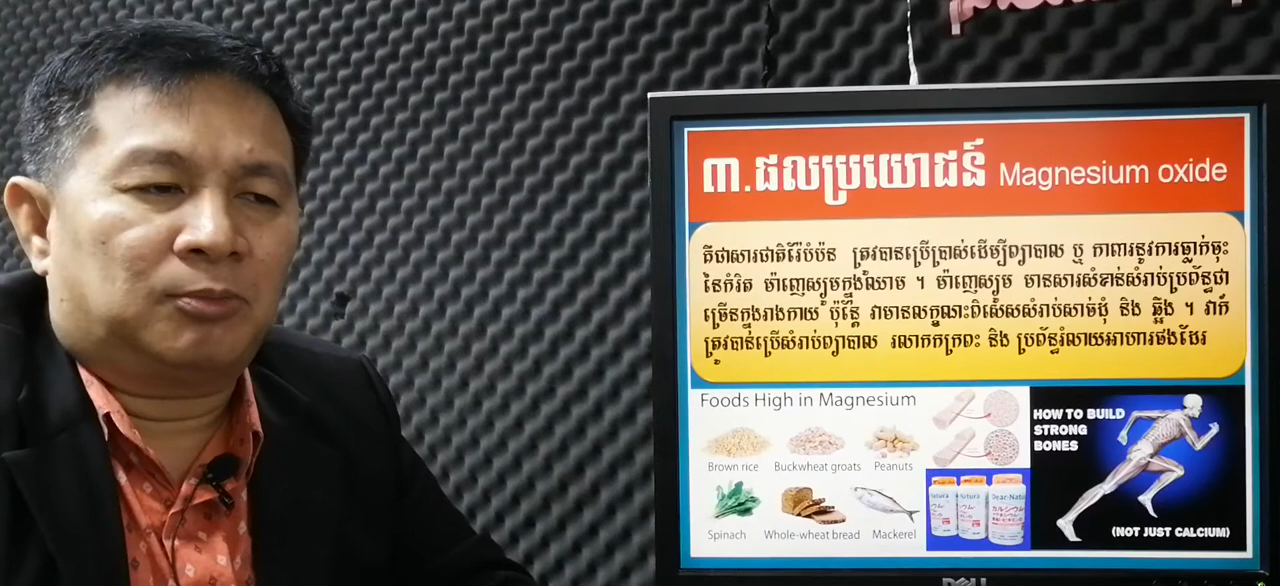 ៣.ផលប្រយោជន៍ Magnesium oxide
គឺជាសារជាតិរ៉ែបំប៉ន ត្រូវបានប្រើប្រាស់ដើម្បីព្យាបាល ឬ ការពារនូវការធ្លាក់ចុះ
នៃកំរិត ម៉ាញេស្យូមក្នុងឈាម ។ ម៉ាញេស្យូម មានសារសំខាន់សំរាប់ប្រព័ន្ធជា
ច្រើនក្នុងរាងកាយ ប៉ុន្តែ វាមានលក្ខណះពិសេសសំរាប់សាច់ដុំ និង ឆ្អឹង ។ វាក៏
ត្រូវបានប្រើសំរាប់ព្យាបាល រលាកក្រពះ និង ប្រព័ន្ធរំលាយអាហារផងដែរ
Foods High in Magnesium
Brown rice Buckwheat groats Peanuts
Spinach Whole-wheat bread Mackerel
Natura Natura Dear-Natura
カルシウム
HOW TO BUILD
STRONG
BONES
(NOT JUST CALCIUM)
DELL